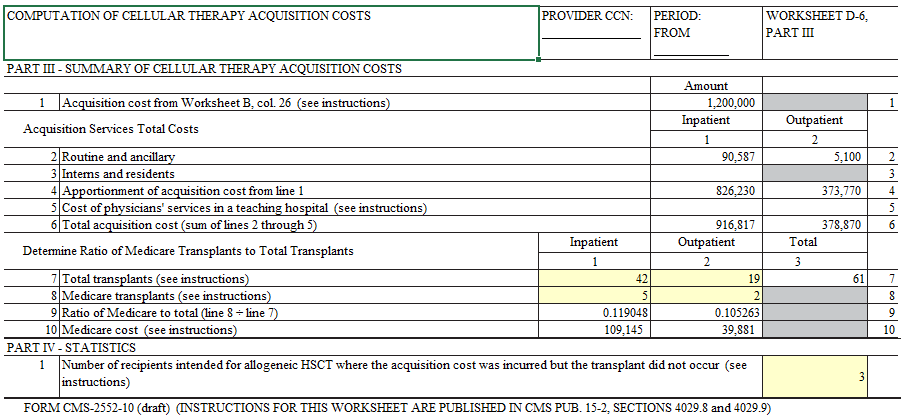 COMPUTATION OF CELLULAR THERAPY ACQUISITION COSTS PROVIDER CCN: PERIOD: WORKSHEET D-6,
FROM PART III
PART III - SUMMARY OF CELLULAR THERAPY ACQUISITION COSTS
Amount
1 Acquisition cost from Worksheet B, col. 26 (see instructions) 1,200,000 1
Acquisition Services Total Costs Inpatient Outpatient
1 2
2 Routine and ancillary 90,587 5,100 2
3 Interns and residents 3
4 Apportionment of acquisition cost from line 1 826,230 373,770 4
5 Cost of physicians' services in a teaching hospital (see instructions) 5
6 Total acquisition cost (sum of lines 2 through 5) 916,817 378,870 6
Determine Ratio of Medicare Transplants to Total Transplants Inpatient Outpatient Total
1 2 3
7 Total transplants (see instructions) 42 19 61 7
8 Medicare transplants (see instructions) 5 2 8
9 Ratio of Medicare to total (line 8 ÷ line 7) 0.119048 0.105263 9
10 Medicare cost (see instructions) 109,145 39,881 10
PART IV - STATISTICS
1 Number of recipients intended for allogeneic HSCT where the acquisition cost was incurred but the transplant did not occur (see
instructions) 3
FORM CMS-2552-10 (draft) (INSTRUCTIONS FOR THIS WORKSHEET ARE PUBLISHED IN CMS PUB. 15-2, SECTIONS 4029.8 and 4029.9)